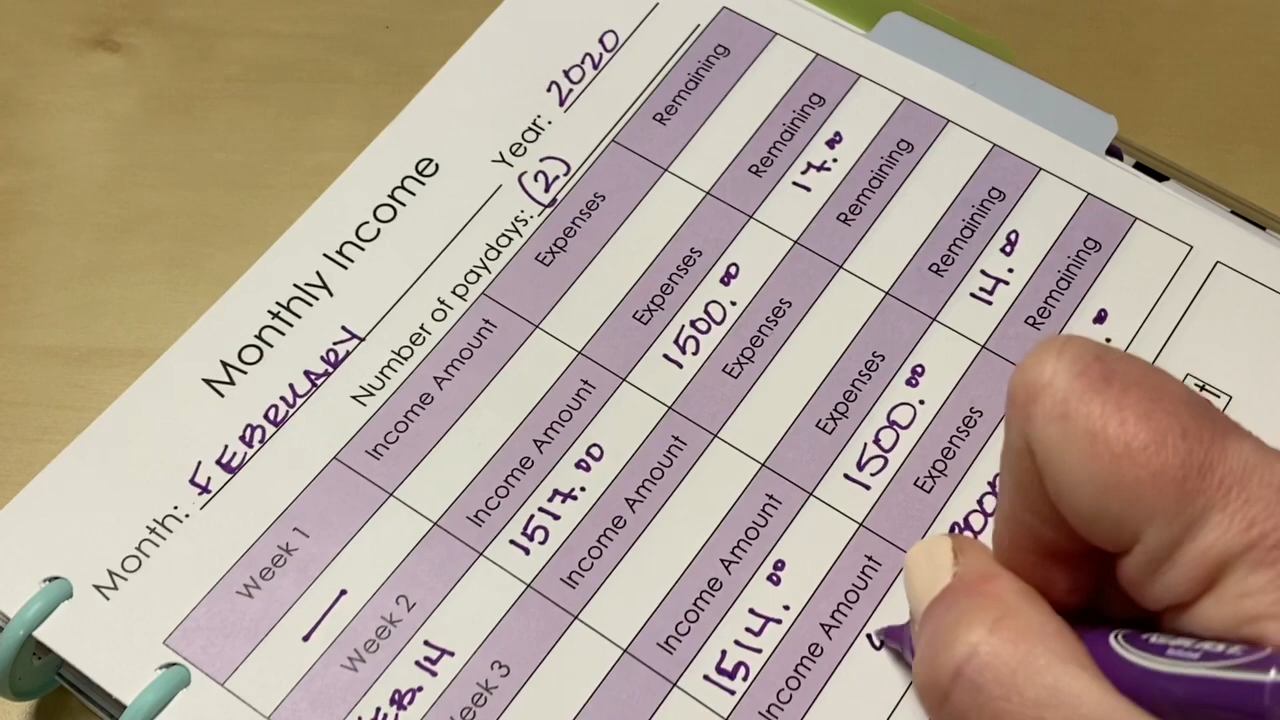 Monthly Income
Month: FEBRUARY Year: 2020
Number of paydays: (2)
Week 1 Income Amount Expenses Remaining
—
Week 2 Income Amount Expenses Remaining
14 1517.00 1500.00 17.00
3 Income Amount Expenses Remaining
Income Amount Expenses Remaining
1514.00 1500.00 14.00
Income Amount Expenses Remaining